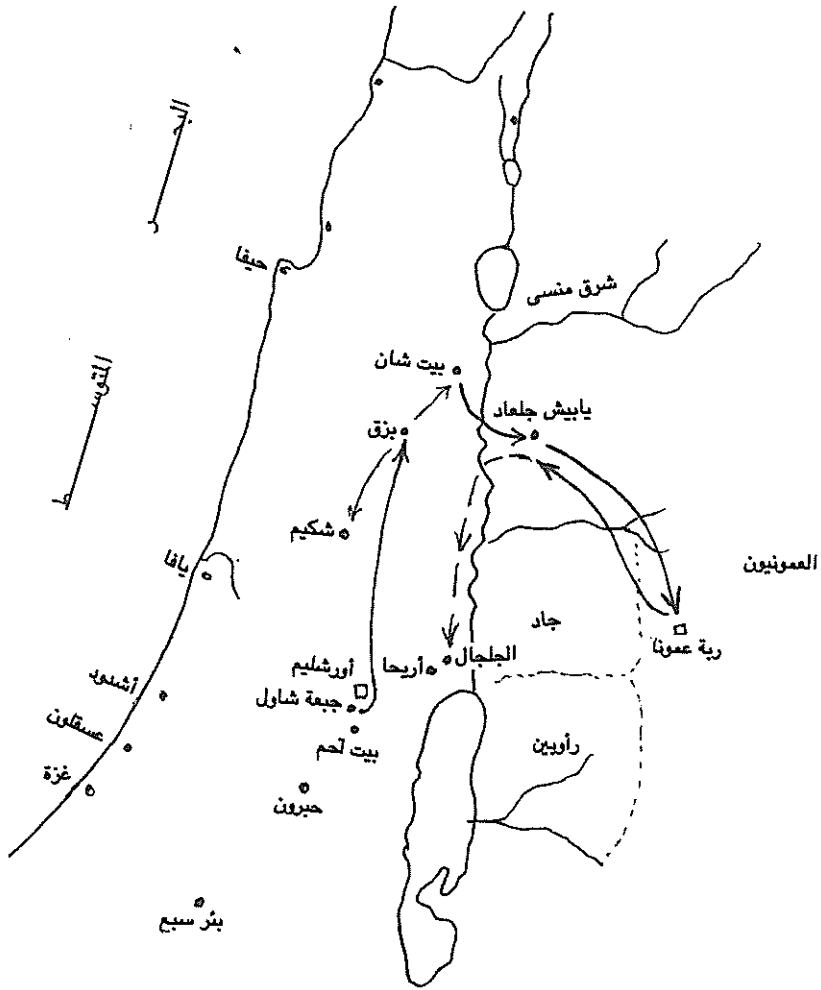 البحر
المتوسط
حيفا
شرق منسى
بيت شان
يابيش جلعاد
بزق
شكيم
يافا
العمونيون
جاد
ربة عمونا
الجلجال
أريحا
أورشليم
جبعة شاول
بيت لحم
أشدود
عسقلون
غزة
رأوبين
حبرون
بئر سبع